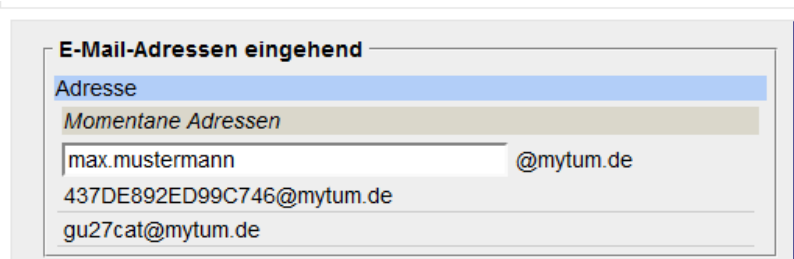 E-Mail-Adressen eingehend
Adresse
Momentane Adressen
max.mustermann @mytum.de
437DE892ED99C746@mytum.de
gu27cat@mytum.de